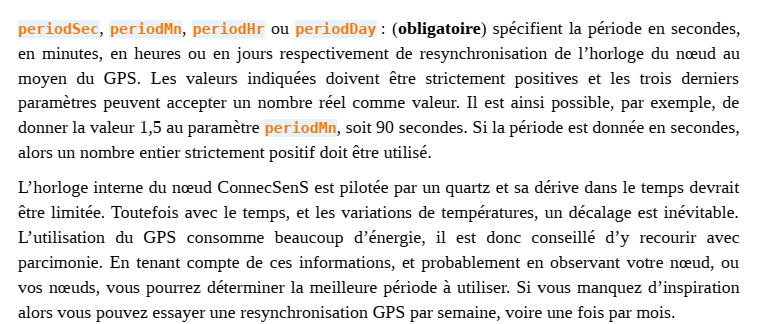 periodSec, periodMn, periodHr ou periodDay : (obligatoire) spécifient la période en secondes,
en minutes, en heures ou en jours respectivement de resynchronisation de l’horloge du nœud au
moyen du GPS. Les valeurs indiquées doivent être strictement positives et les trois derniers
paramètres peuvent accepter un nombre réel comme valeur. Il est ainsi possible, par exemple, de
donner la valeur 1,5 au paramètre periodMn, soit 90 secondes. Si la période est donnée en secondes,
alors un nombre entier strictement positif doit être utilisé.
L’horloge interne du nœud ConnecSenS est pilotée par un quartz et sa dérive dans le temps devrait
être limitée. Toutefois avec le temps, et les variations de températures, un décalage est inévitable.
L’utilisation du GPS consomme beaucoup d’énergie, il est donc conseillé d’y recourir avec
parcimonie. En tenant compte de ces informations, et probablement en observant votre nœud, ou
vos nœuds, vous pourrez déterminer la meilleure période à utiliser. Si vous manquez d’inspiration
alors vous pouvez essayer une resynchronisation GPS par semaine, voire une fois par mois.